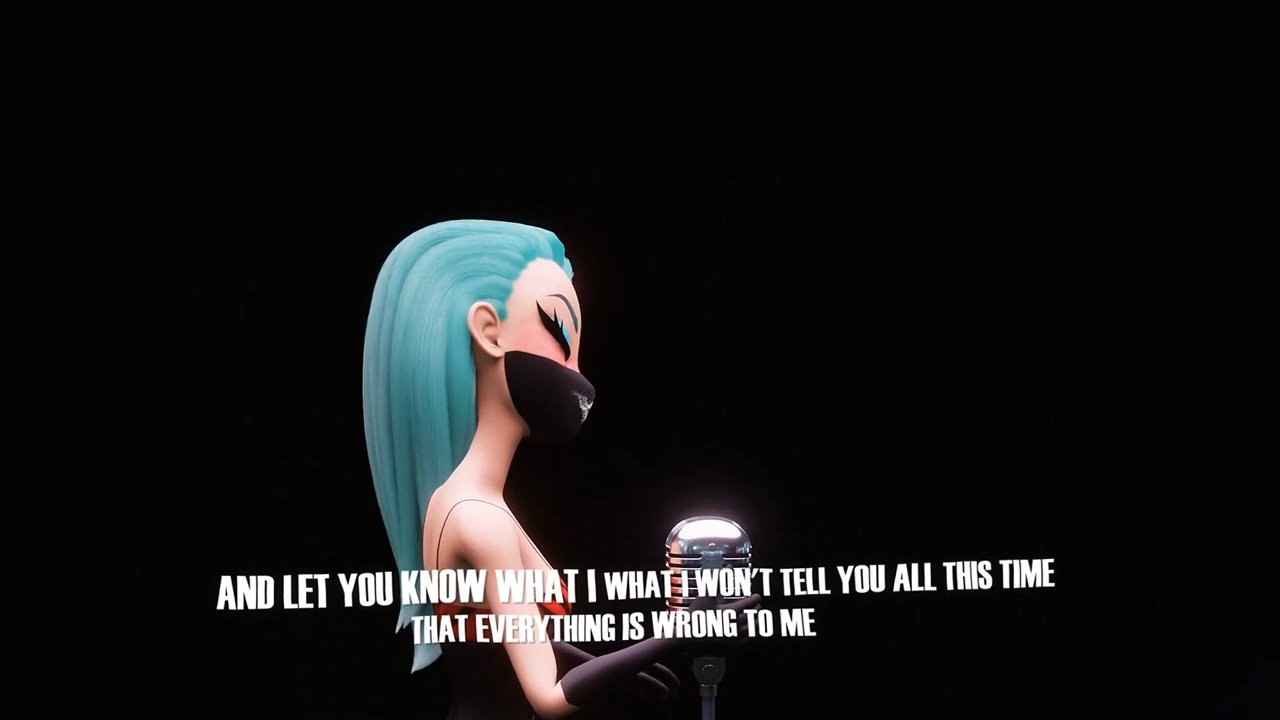 AND LET YOU KNOW WHAT I WHAT I WON'T TELL YOU ALL THIS TIME
THAT EVERYTHING IS WRONG TO ME